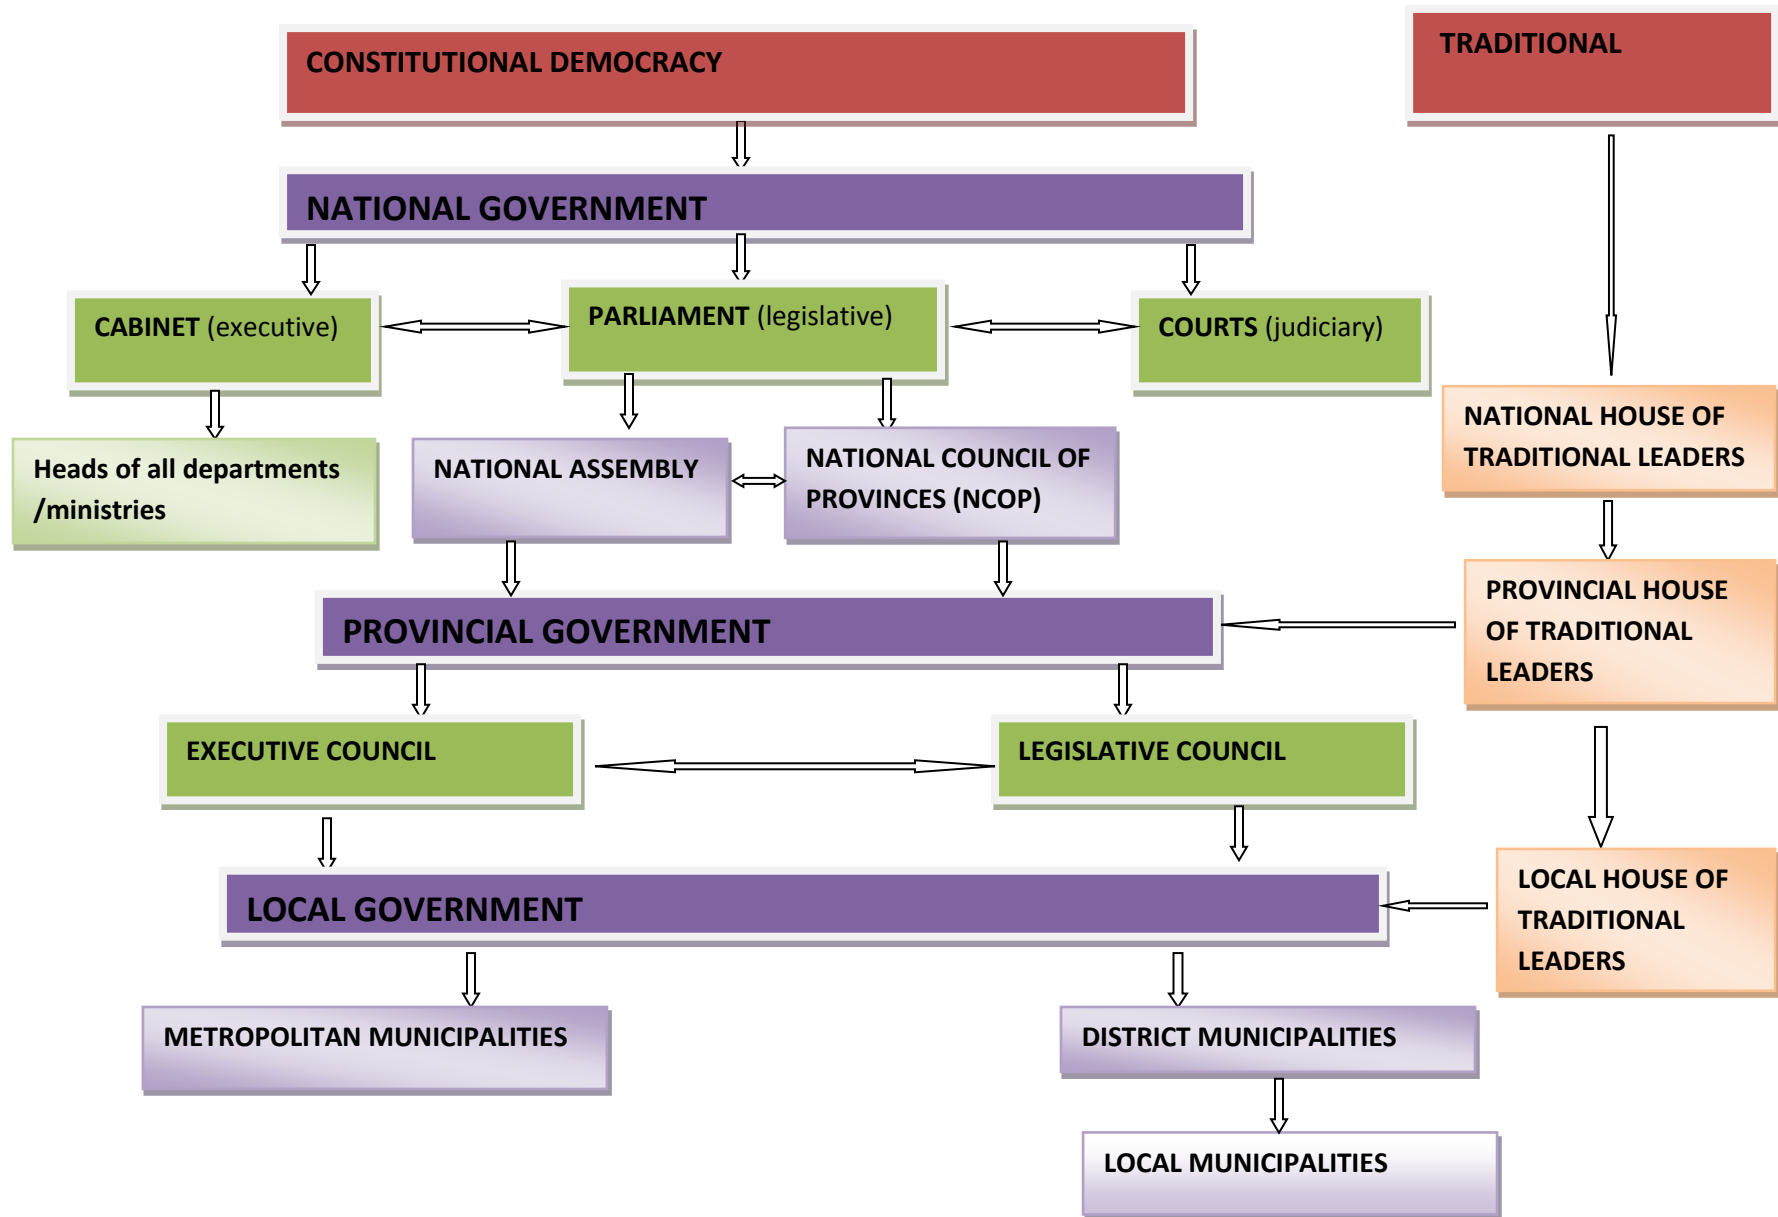 CONSTITUTIONAL DEMOCRACY
TRADITIONAL
NATIONAL GOVERNMENT
CABINET (executive)
PARLIAMENT (legislative)
COURTS (judiciary)
Heads of all departments
/ministries
NATIONAL ASSEMBLY
NATIONAL COUNCIL OF
PROVINCES (NCOP)
NATIONAL HOUSE OF
TRADITIONAL LEADERS
PROVINCIAL GOVERNMENT
PROVINCIAL HOUSE
OF TRADITIONAL
LEADERS
EXECUTIVE COUNCIL
LEGISLATIVE COUNCIL
LOCAL GOVERNMENT
LOCAL HOUSE OF
TRADITIONAL
LEADERS
METROPOLITAN MUNICIPALITIES
DISTRICT MUNICIPALITIES
LOCAL MUNICIPALITIES